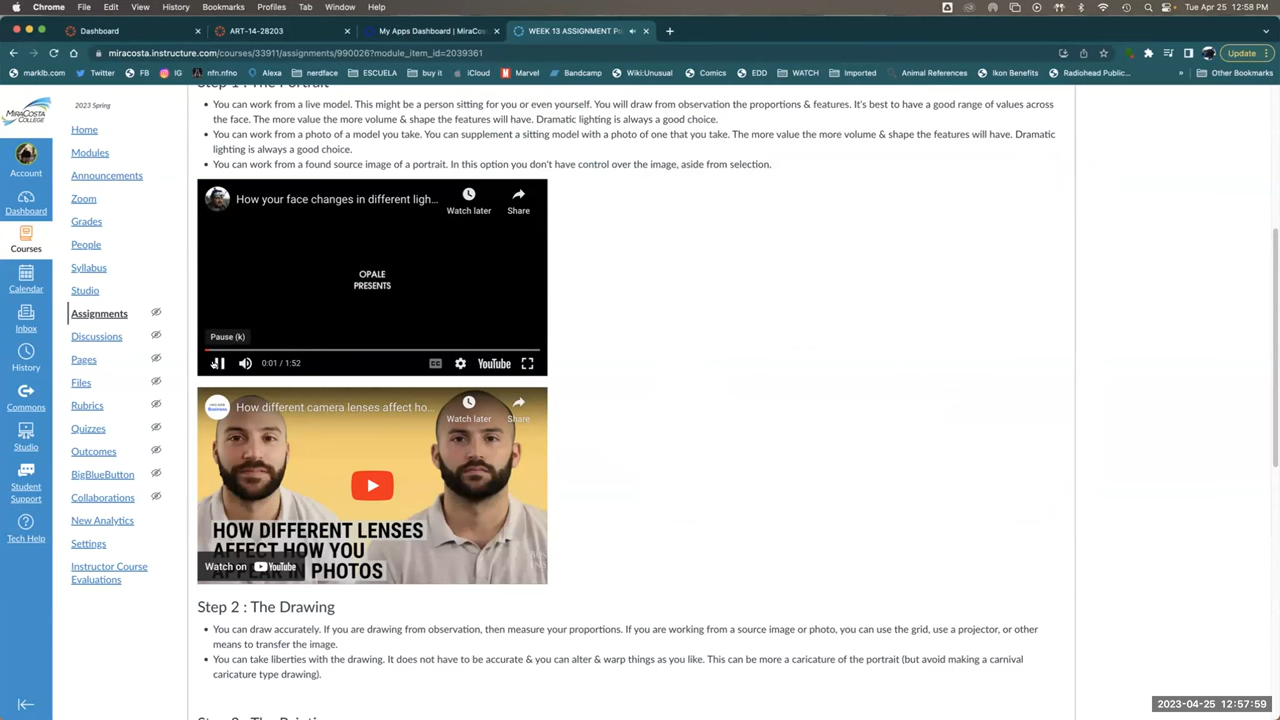 Chrome File Edit View History Bookmarks Profiles Tab Window Help Tue Apr 25 12:58 PM
Dashboard ART-14-28203 My Apps Dashboard | MiraCos WEEK 13 ASSIGNMENT Po
miracosta.instructure.com/courses/33911/assignments/990026?module_item_id=2039361 Update
marklb.com Twitter FB IG nfn.nfno Alexa nerdface ESCUELA buy it iCloud Marvel Bandcamp Wiki:Unusual Comics EDD WATCH Imported Animal References Ikon Benefits Radiohead Public... » Other Bookmarks
MIRACOSTA COLLEGE
Account
Dashboard
Courses
Calendar
Inbox
History
Commons
Studio
Student Support
Tech Help
2023 Spring
Home
Modules
Announcements
Zoom
Grades
People
Syllabus
Studio
Assignments
Discussions
Pages
Files
Rubrics
Quizzes
Outcomes
BigBlueButton
Collaborations
New Analytics
Settings
Instructor Course
Evaluations
Step 1 : The Portrait
• You can work from a live model. This might be a person sitting for you or even yourself. You will draw from observation the proportions & features. It's best to have a good range of values across
the face. The more value the more volume & shape the features will have. Dramatic lighting is always a good choice.
• You can work from a photo of a model you take. You can supplement a sitting model with a photo of one that you take. The more value the more volume & shape the features will have. Dramatic
lighting is always a good choice.
• You can work from a found source image of a portrait. In this option you don't have control over the image, aside from selection.
How your face changes in different ligh...
Watch later Share
OPALE
PRESENTS
Pause (k)
0:01 / 1:52 CC YouTube
How different camera lenses affect ho...
Watch later Share
HOW DIFFERENT LENSES
AFFECT HOW YOU
APPEAR IN PHOTOS
Watch on YouTube
Step 2 : The Drawing
• You can draw accurately. If you are drawing from observation, then measure your proportions. If you are working from a source image or photo, you can use the grid, use a projector, or other
means to transfer the image.
• You can take liberties with the drawing. It does not have to be accurate & you can alter & warp things as you like. This can be more a caricature of the portrait (but avoid making a carnival
caricature type drawing).
2023-04-25 12:57:59